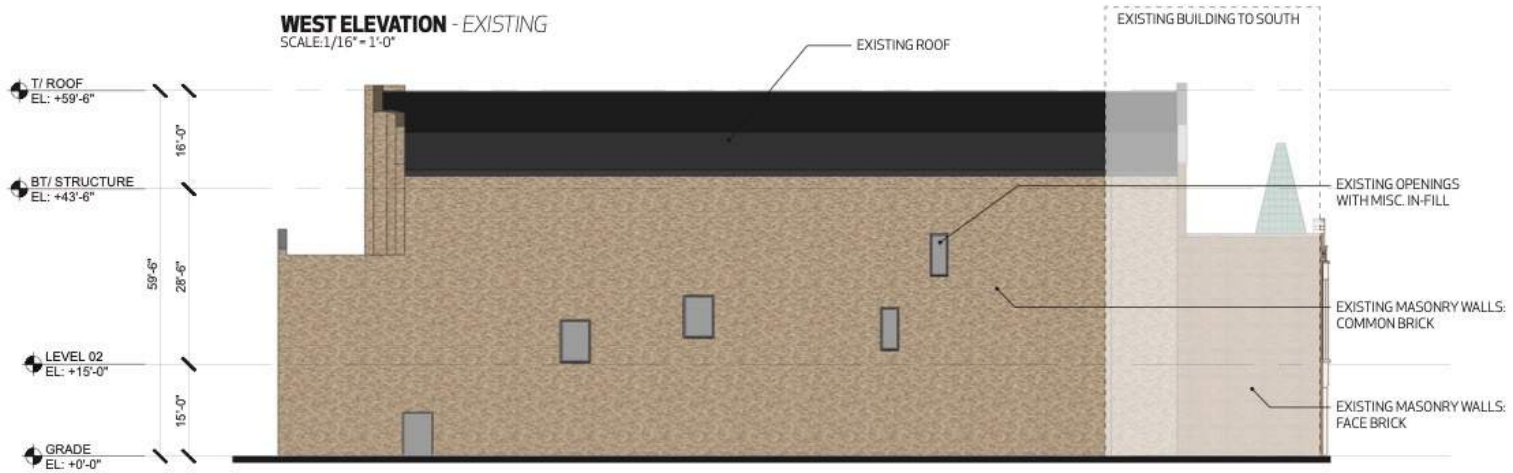 WEST ELEVATION - EXISTING
SCALE:1/16" = 1'-0"
EXISTING BUILDING TO SOUTH
EXISTING ROOF
T/ ROOF
EL: +59'-6"
16'-0"
BT/ STRUCTURE
EL: +43'-6"
EXISTING OPENINGS
WITH MISC. IN-FILL
59'-6"
28'-6"
EXISTING MASONRY WALLS:
COMMON BRICK
LEVEL 02
EL: +15'-0"
15'-0"
EXISTING MASONRY WALLS:
FACE BRICK
GRADE
EL: +0'-0"